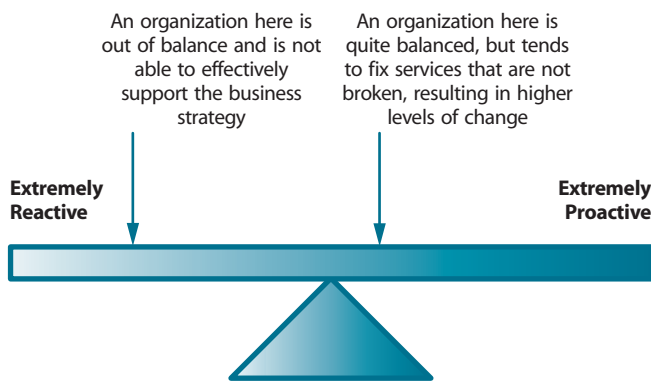 An organization here is
out of balance and is not
able to effectively
support the business
strategy
An organization here is
quite balanced, but tends
to fix services that are not
broken, resulting in higher
levels of change
Extremely
Reactive
Extremely
Proactive